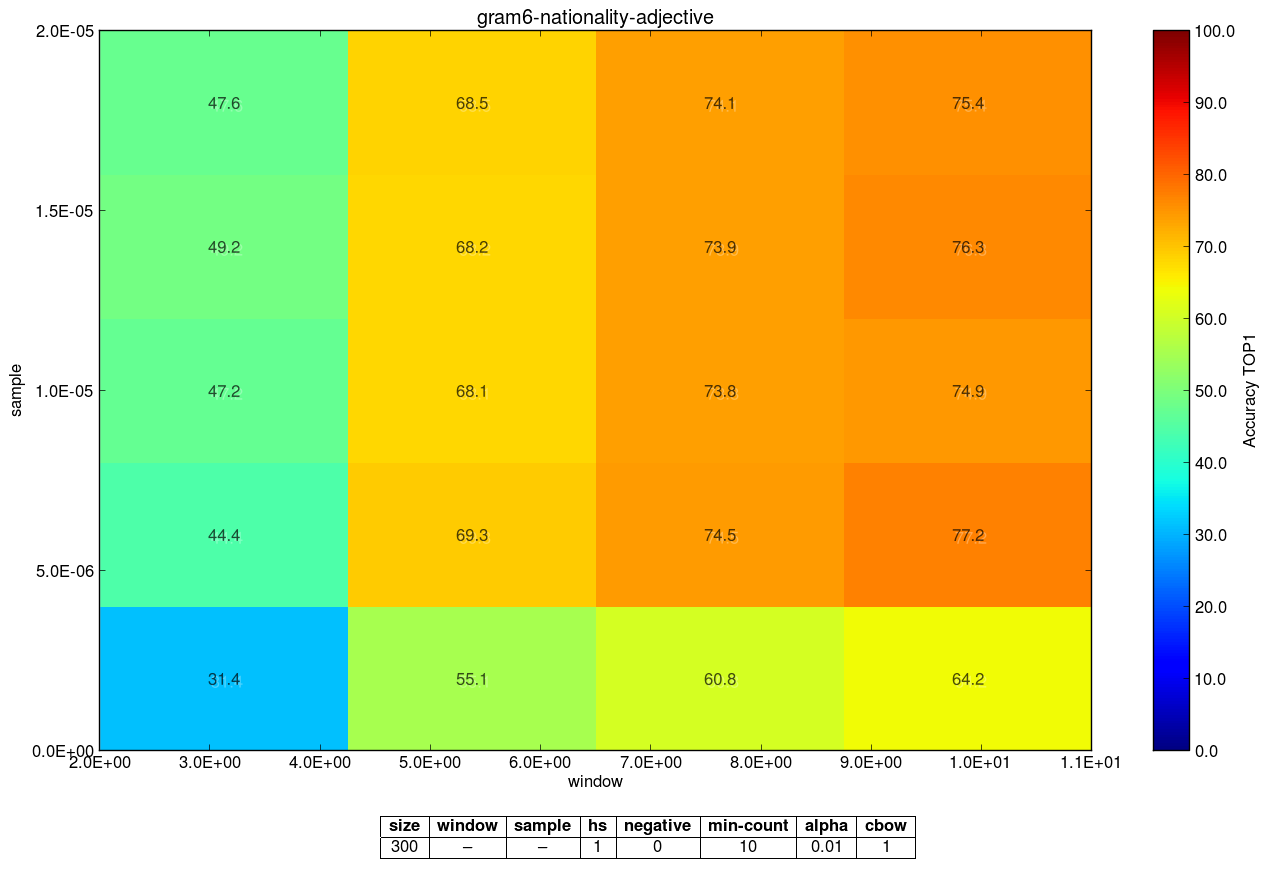 gram6-nationality-adjective
2.0E-05 100.0
47.6 68.5 74.1 75.4
90.0
80.0
1.5E-05
49.2 68.2 73.9 76.3
70.0
60.0
1.0E-05
47.2 68.1 73.8 74.9
sample
Accuracy TOP1
50.0
40.0
44.4 69.3 74.5 77.2
30.0
5.0E-06
20.0
31.4 55.1 60.8 64.2
10.0
0.0E+00 0.0
2.0E+00 3.0E+00 4.0E+00 5.0E+00 6.0E+00 7.0E+00 8.0E+00 9.0E+00 1.0E+01 1.1E+01
window
size window sample hs negative min-count alpha cbow
300 – – 1 0 10 0.01 1